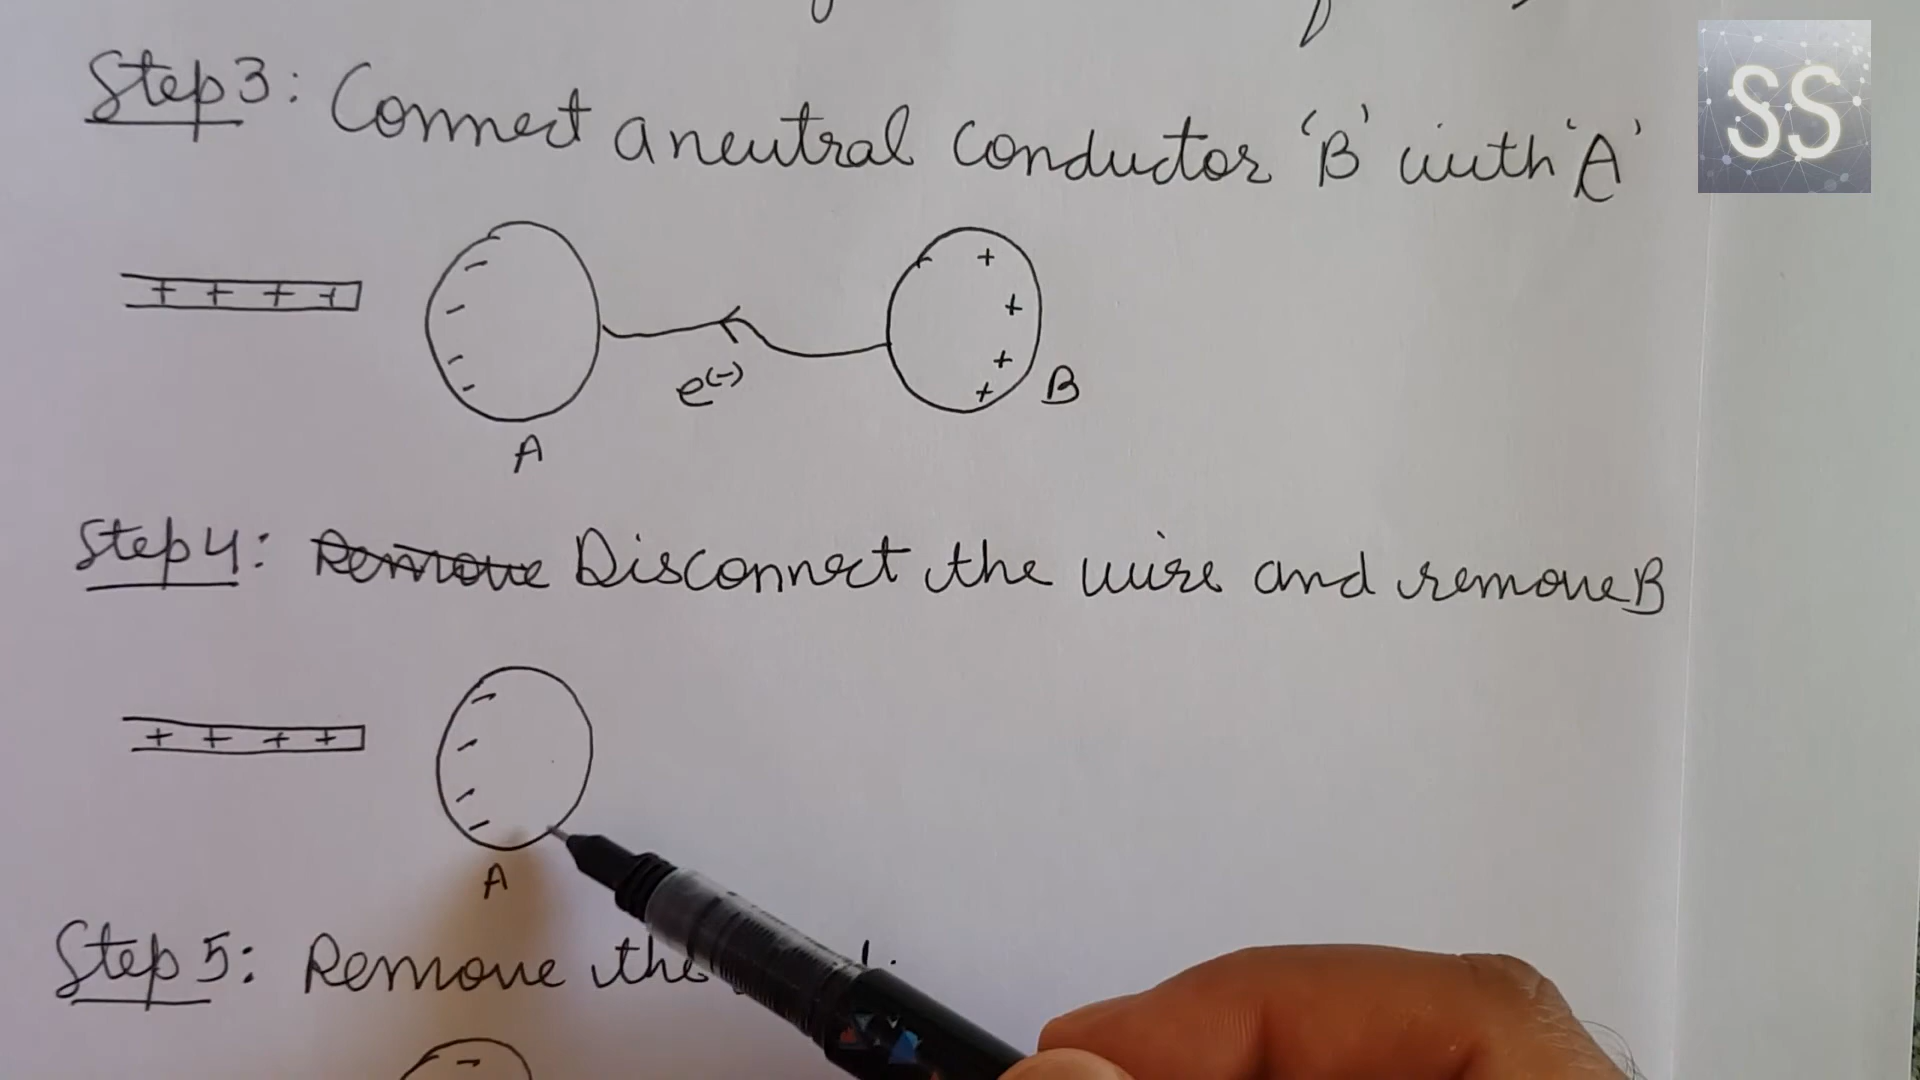 SS
Step 3: Connect a neutral conductor 'B' with 'A'
+ + + +
- - - -
e(-)
+ + + +
B
A
Step 4: Remove Disconnect the wire and remove B
+ + + +
- - - -
A
Step 5: Remove the
-